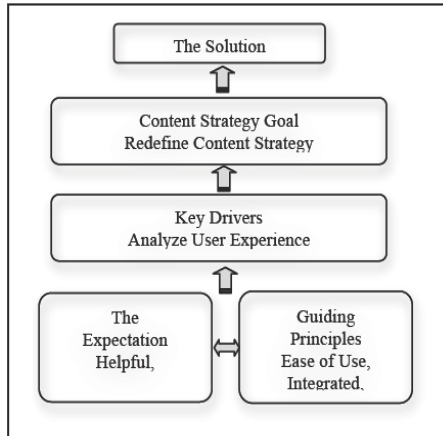 The Solution
Content Strategy Goal
Redefine Content Strategy
Key Drivers
Analyze User Experience
The
Expectation
Helpful,
Guiding
Principles
Ease of Use,
Integrated,